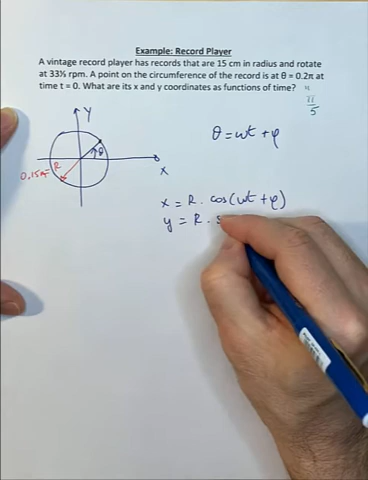 Example: Record Player
A vintage record player has records that are 15 cm in radius and rotate
at 33⅓ rpm. A point on the circumference of the record is at θ = 0.2π at
time t = 0. What are its x and y coordinates as functions of time?
π/5
Y
θ = ωt + φ
R
θ
0.15m
X
x = R . cos(ωt + φ)
y = R . s